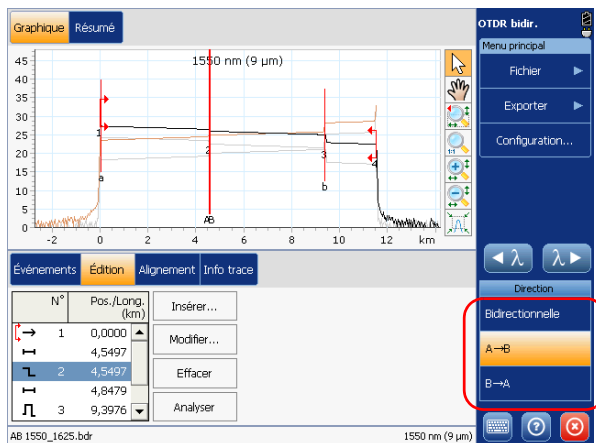 Graphique Résumé
OTDR bidir.
Menu principal
Fichier
Exporter
Configuration...
1550 nm (9 µm)
45
40
35
30
25
20
15
10
5
0
1
2
3
4
a
AB
b
1:1
-2 0 2 4 6 8 10 12 km
λ λ
Direction
Bidirectionnelle
A→B
B→A
Événements Édition Alignement Info trace
N° Pos./Long. (km)
→ 1 0,0000
4,5497
2 4,5497
4,8479
3 9,3976
Insérer...
Modifier...
Effacer
Analyser
AB 1550_1625.bdr
1550 nm (9 µm)